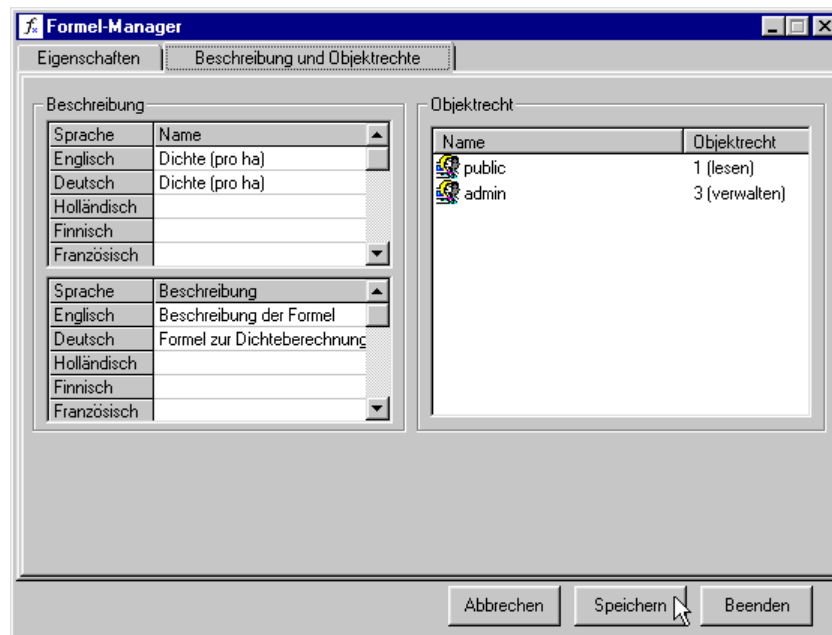 Formel-Manager
Eigenschaften Beschreibung und Objektrechte
Beschreibung
Sprache Name
Englisch Dichte (pro ha)
Deutsch Dichte (pro ha)
Holländisch
Finnisch
Französisch
Sprache Beschreibung
Englisch Beschreibung der Formel
Deutsch Formel zur Dichteberechnung
Holländisch
Finnisch
Französisch
Objektrecht
Name Objektrecht
public 1 (lesen)
admin 3 (verwalten)
Abbrechen Speichern Beenden